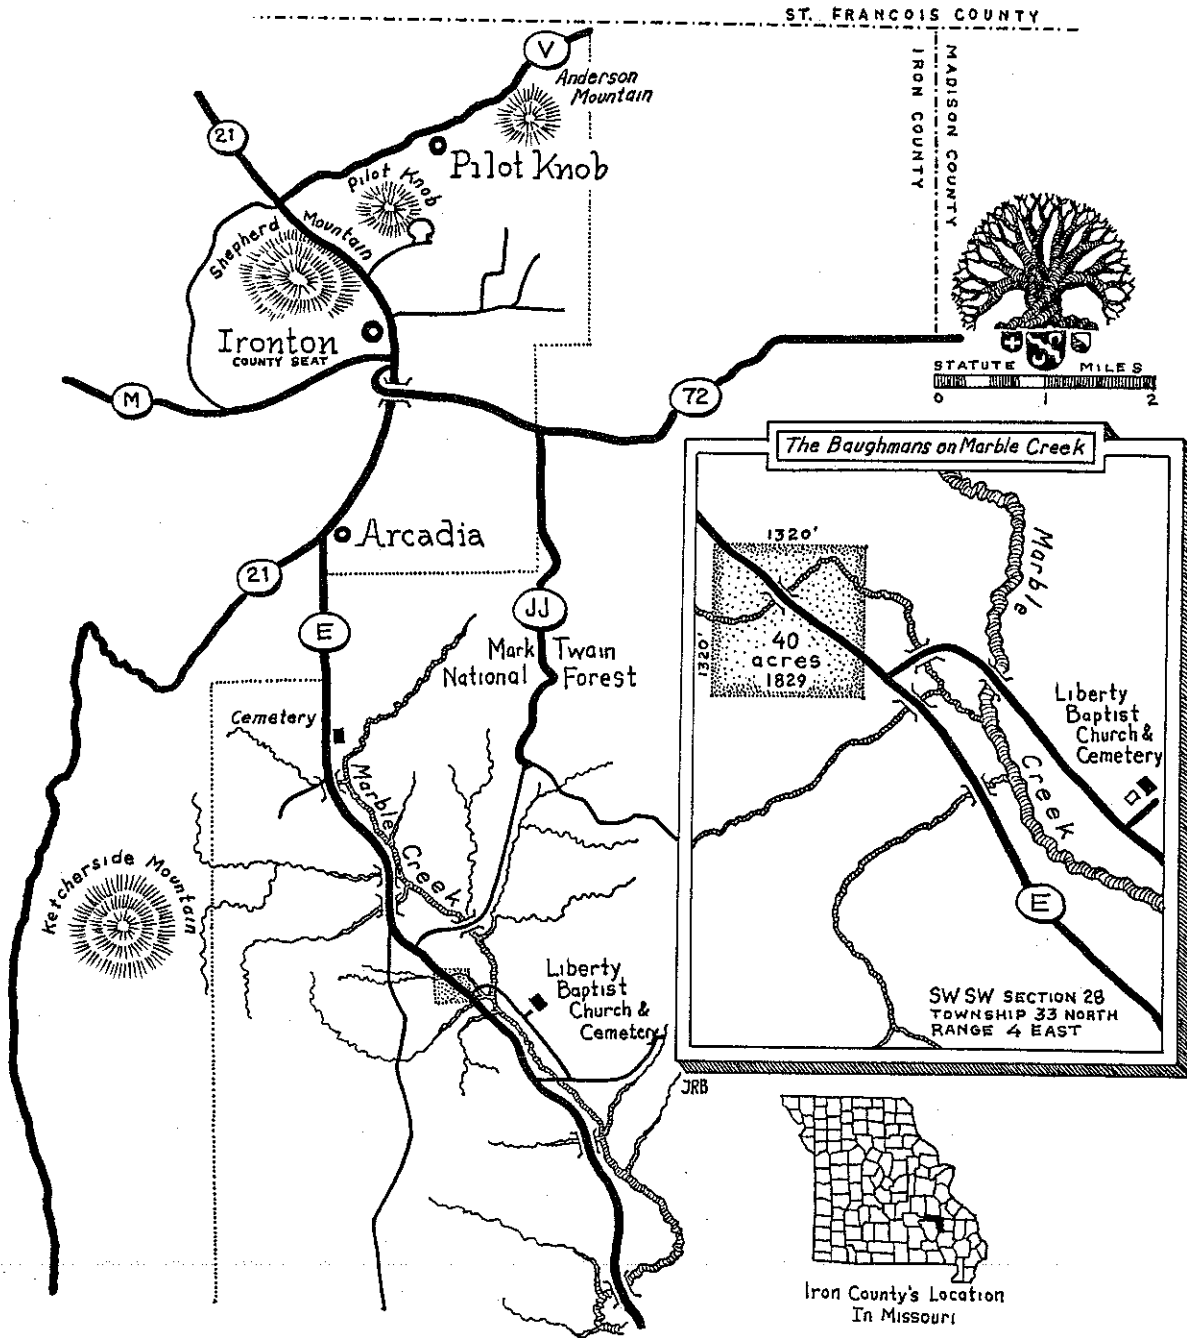 ST. FRANCOIS COUNTY
IRON COUNTY
MADISON COUNTY
V
Anderson
Mountain
21
Pilot Knob
Pilot Knob
Shepherd Mountain
Ironton
COUNTY SEAT
STATUTE MILES
0 1 2
M
72
The Baughmans on Marble Creek
1320'
1320'
40
acres
1829
Marble Creek
Liberty
Baptist
Church &
Cemetery
E
SW SW SECTION 28
TOWNSHIP 33 NORTH
RANGE 4 EAST
Arcadia
21
E
JJ
Mark Twain
National Forest
Cemetery
Marble Creek
Ketcherside Mountain
Liberty
Baptist
Church &
Cemetery
JRB
Iron County's Location
In Missouri